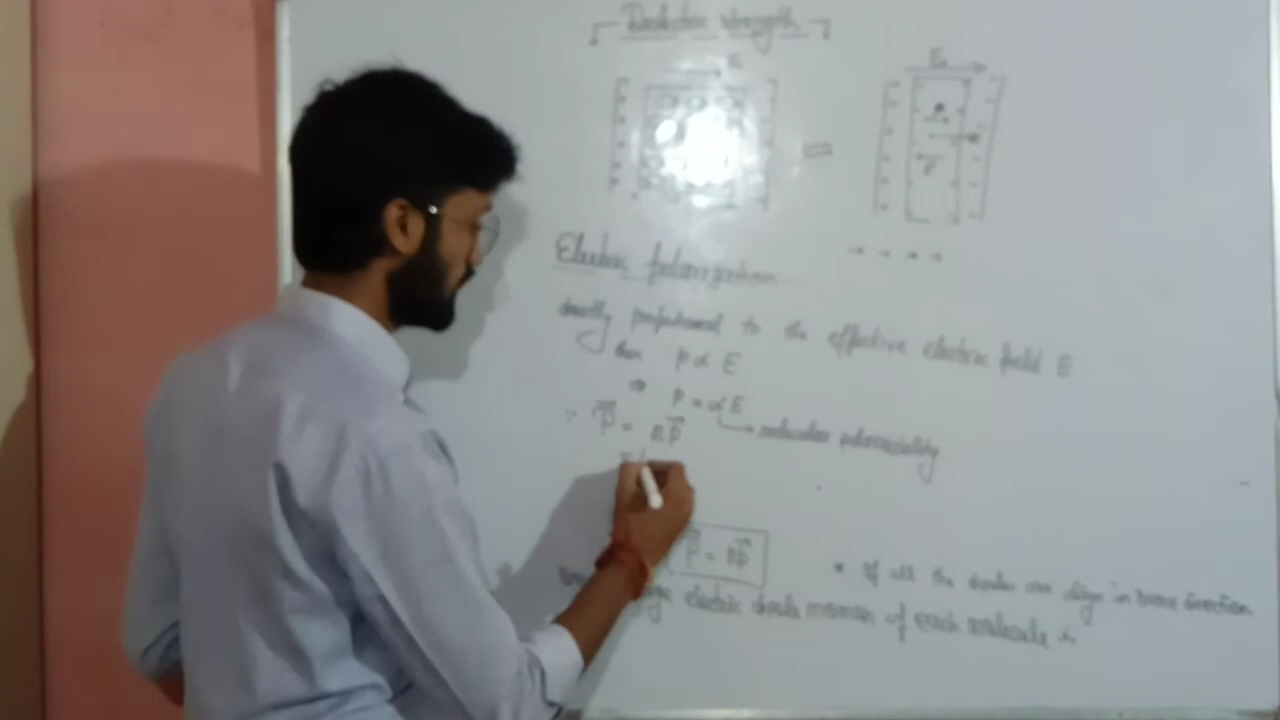 Dielectric strength
E₀
=
Electric polarization
directly proportional to the effective electric field E
then p ∝ E
⇒ p = ∝E
∵ P⃗ = np⃗ molecular polarizability
P⃗ = np⃗
* If all the dipoles are align in same direction
electric dipole moment of each molecule is